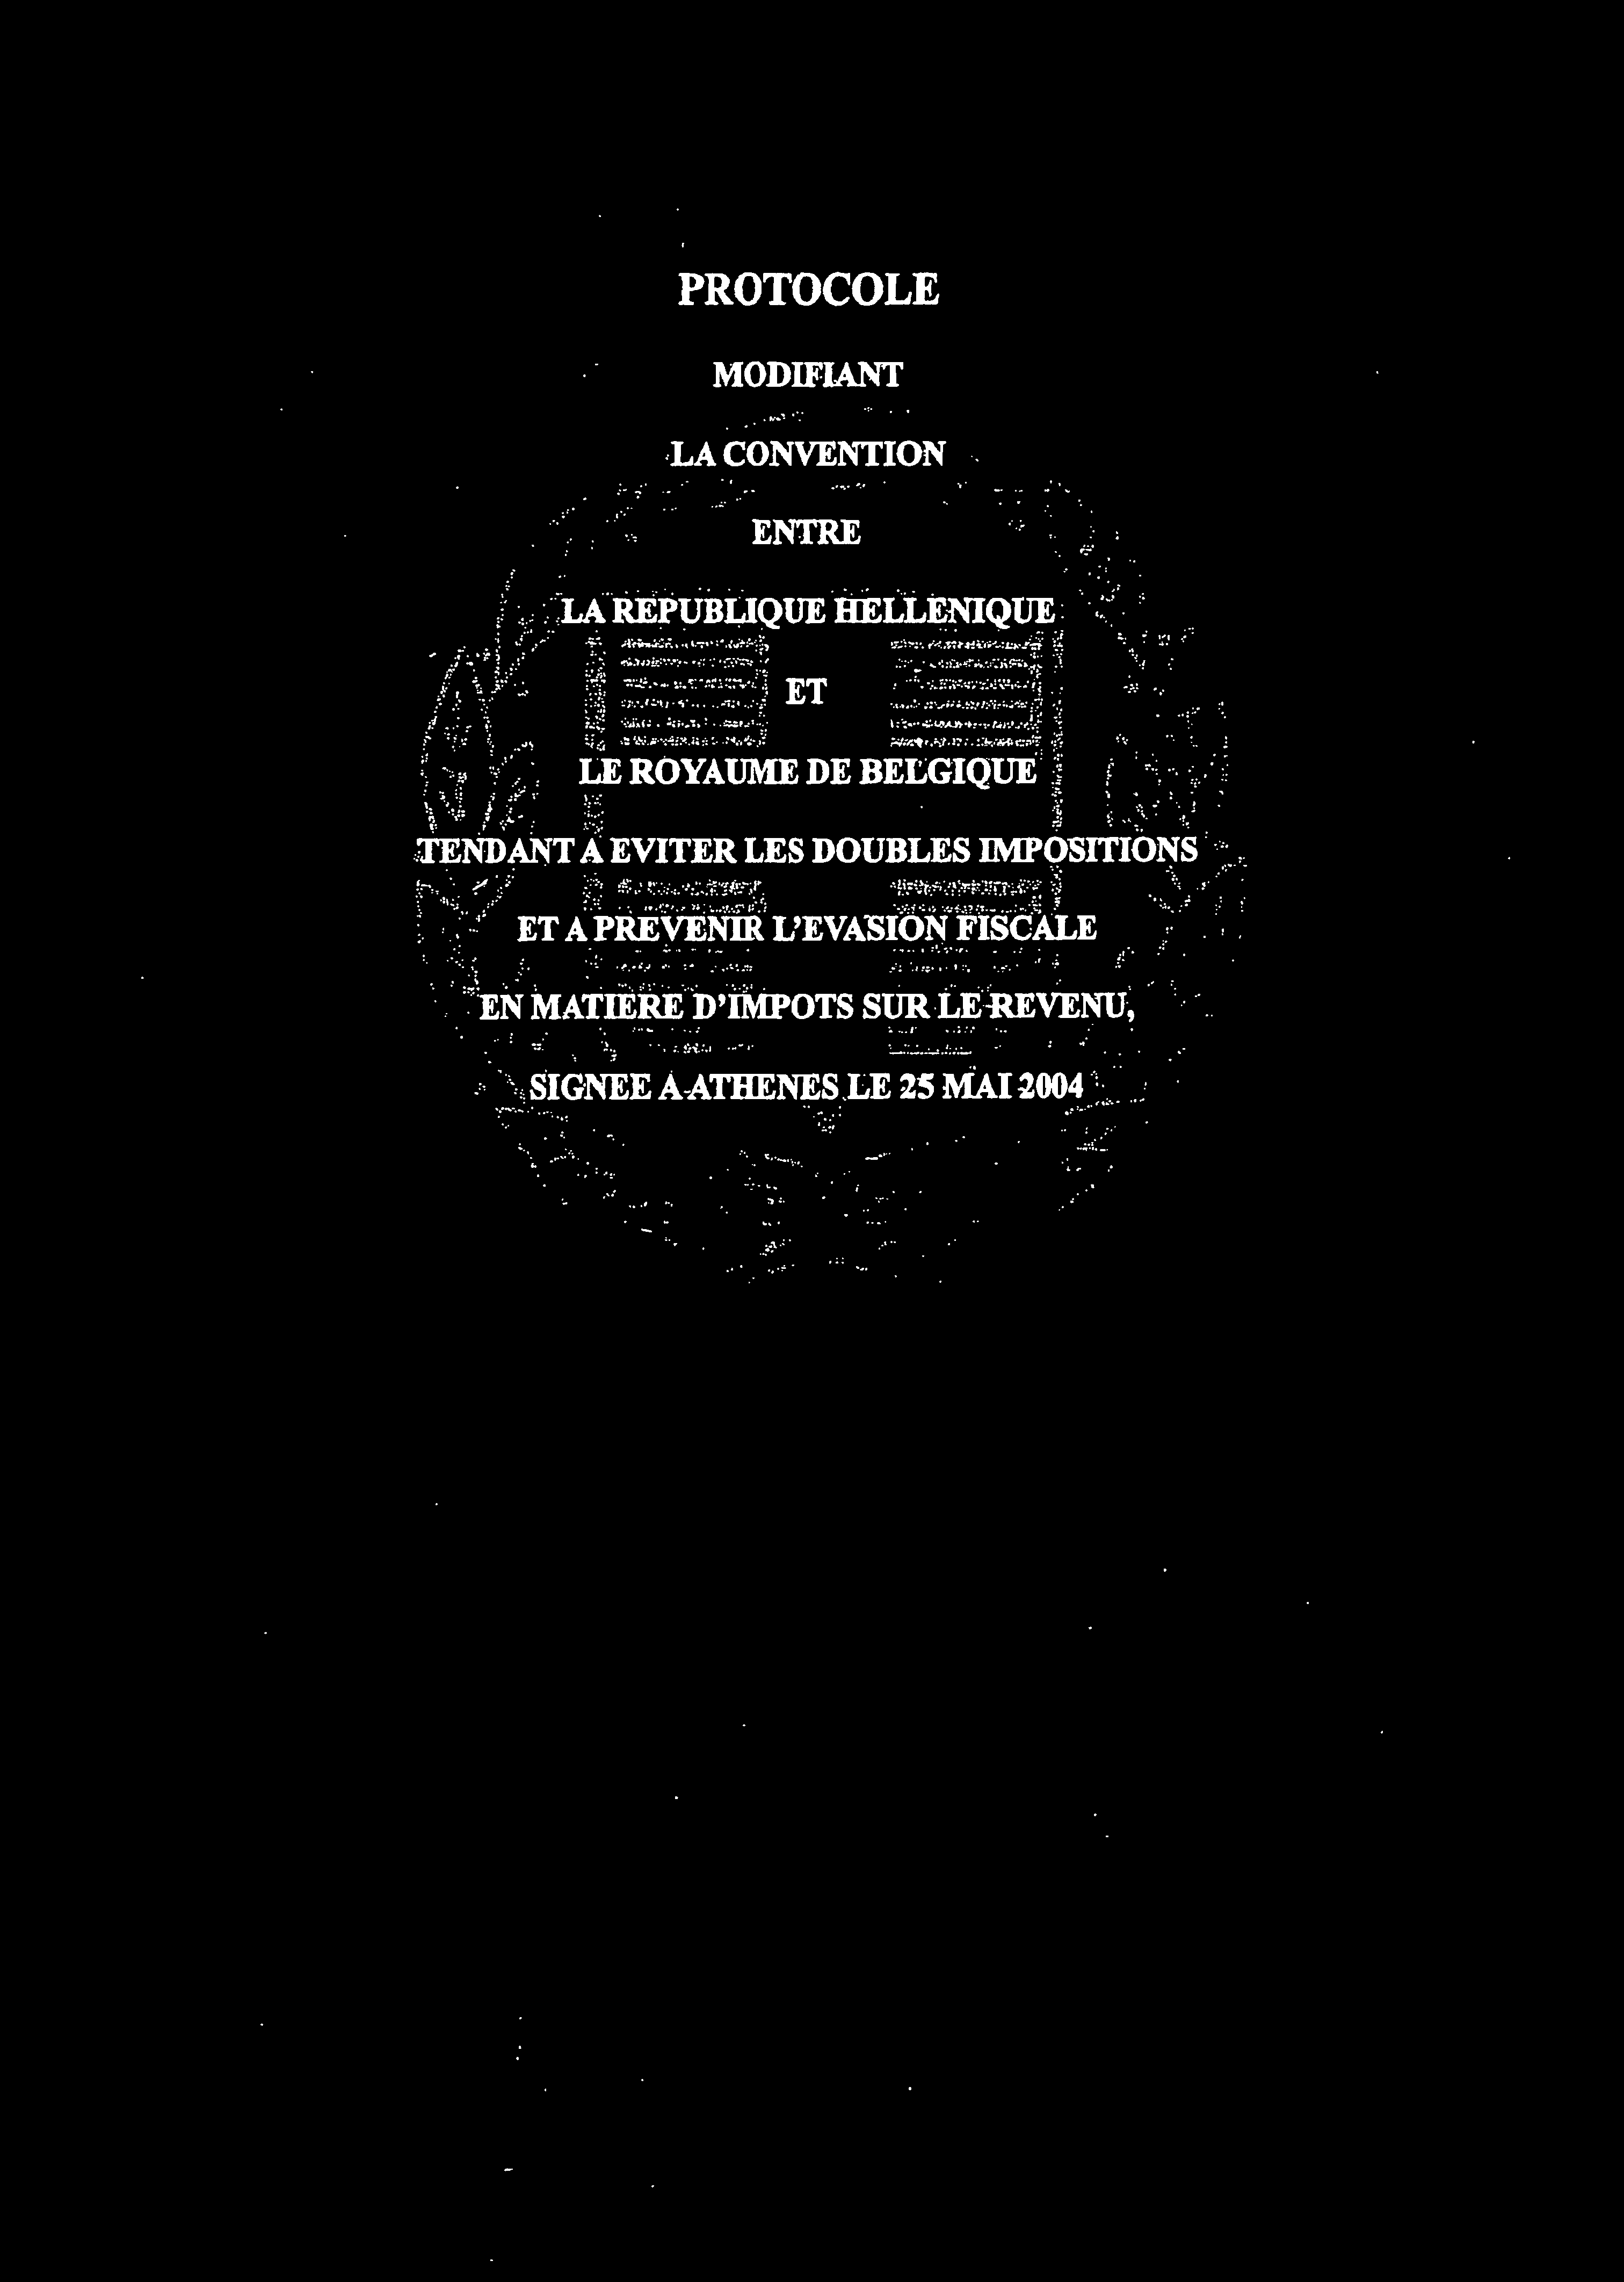 PROTOCOLE
MODIFIANT
LA CONVENTION
ENTRE
LA REPUBLIQUE HELLENIQUE
ET
LE ROYAUME DE BELGIQUE
TENDANT A EVITER LES DOUBLES IMPOSITIONS
ET A PREVENIR L'EVASION FISCALE
EN MATIERE D'IMPOTS SUR LE REVENU,
SIGNEE A ATHENES LE 25 MAI 2004